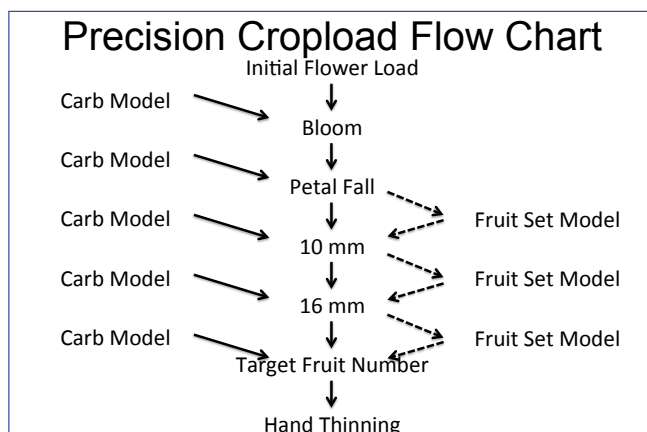 Precision Cropload Flow Chart
Initial Flower Load
Carb Model
Bloom
Carb Model
Petal Fall
Carb Model
Fruit Set Model
10 mm
Carb Model
Fruit Set Model
16 mm
Carb Model
Fruit Set Model
Target Fruit Number
Hand Thinning